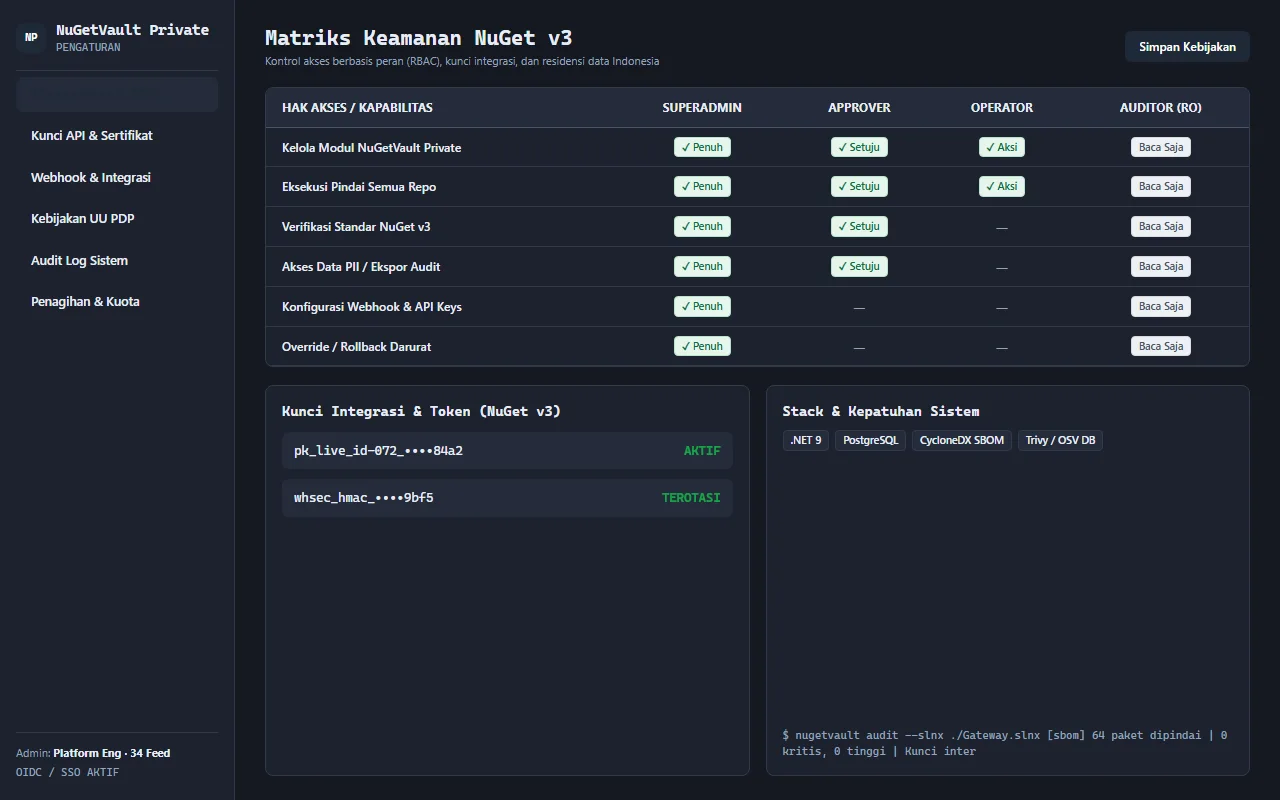 NP
NuGetVault Private
PENGATURAN
Kunci API & Sertifikat
Webhook & Integrasi
Kebijakan UU PDP
Audit Log Sistem
Penagihan & Kuota
Admin: Platform Eng · 34 Feed
OIDC / SSO AKTIF
Matriks Keamanan NuGet v3
Kontrol akses berbasis peran (RBAC), kunci integrasi, dan residensi data Indonesia
Simpan Kebijakan
HAK AKSES / KAPABILITAS SUPERADMIN APPROVER OPERATOR AUDITOR (RO)
Kelola Modul NuGetVault Private ✓ Penuh ✓ Setuju ✓ Aksi Baca Saja
Eksekusi Pindai Semua Repo ✓ Penuh ✓ Setuju ✓ Aksi Baca Saja
Verifikasi Standar NuGet v3 ✓ Penuh ✓ Setuju — Baca Saja
Akses Data PII / Ekspor Audit ✓ Penuh ✓ Setuju — Baca Saja
Konfigurasi Webhook & API Keys ✓ Penuh — — Baca Saja
Override / Rollback Darurat ✓ Penuh — — Baca Saja
Kunci Integrasi & Token (NuGet v3)
pk_live_id-072_••••84a2 AKTIF
whsec_hmac_••••9bf5 TEROTASI
Stack & Kepatuhan Sistem
.NET 9 PostgreSQL CycloneDX SBOM Trivy / OSV DB
$ nugetvault audit --slnx ./Gateway.slnx [sbom] 64 paket dipindai | 0
kritis, 0 tinggi | Kunci inter